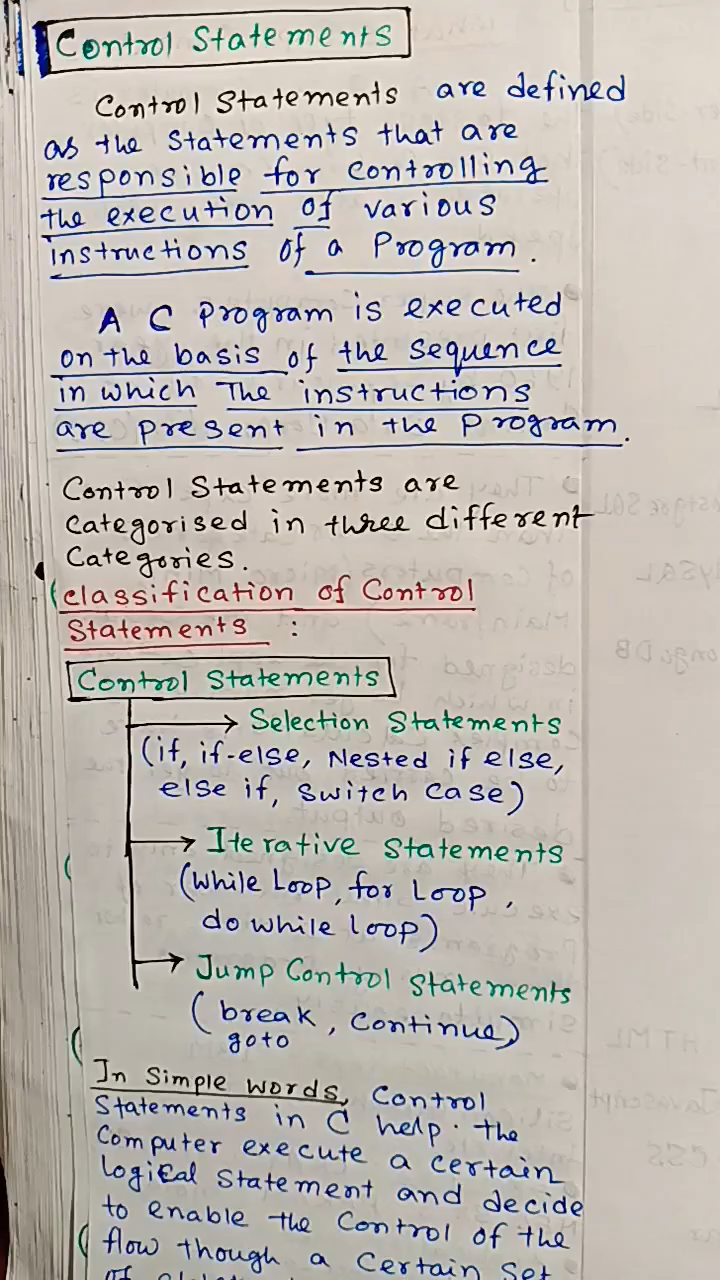 Control Statements
Control Statements are defined
as the Statements that are
responsible for controlling
the execution of various
instructions of a Program.
A C Program is executed
on the basis of the sequence
in which The instructions
are present in the Program.
Control Statements are
Categorised in three different
Categories.
Classification of Control
Statements :
Control Statements
Selection Statements
(if, if-else, Nested if else,
else if, Switch Case)
Iterative Statements
(While Loop, for Loop,
do while loop)
Jump Control Statements
(break, Continue)
goto
In Simple words, Control
Statements in C help. the
Computer execute a certain
logical Statement and decide
to enable the Control of the
flow though a Certain Set